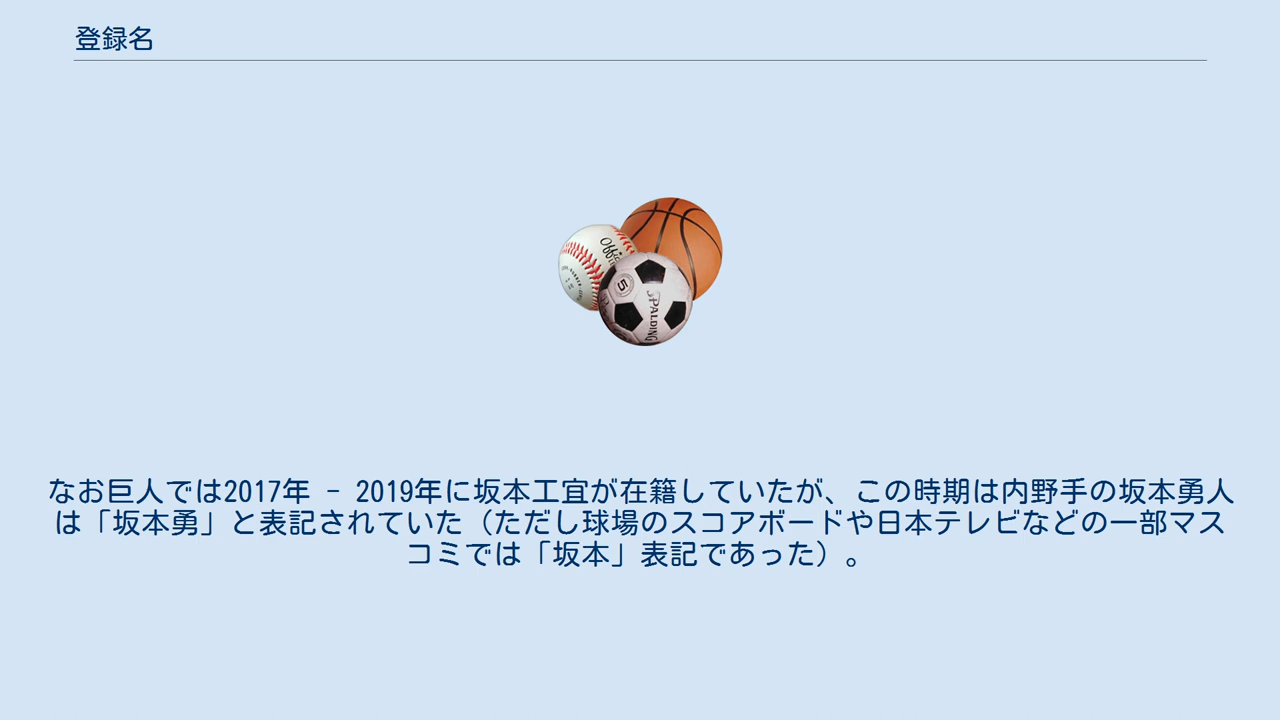 登録名
Offi
5
SPALDING
なお巨人では2017年 - 2019年に坂本工宜が在籍していたが、この時期は内野手の坂本勇人
は「坂本勇」と表記されていた（ただし球場のスコアボードや日本テレビなどの一部マス
コミでは「坂本」表記であった）。